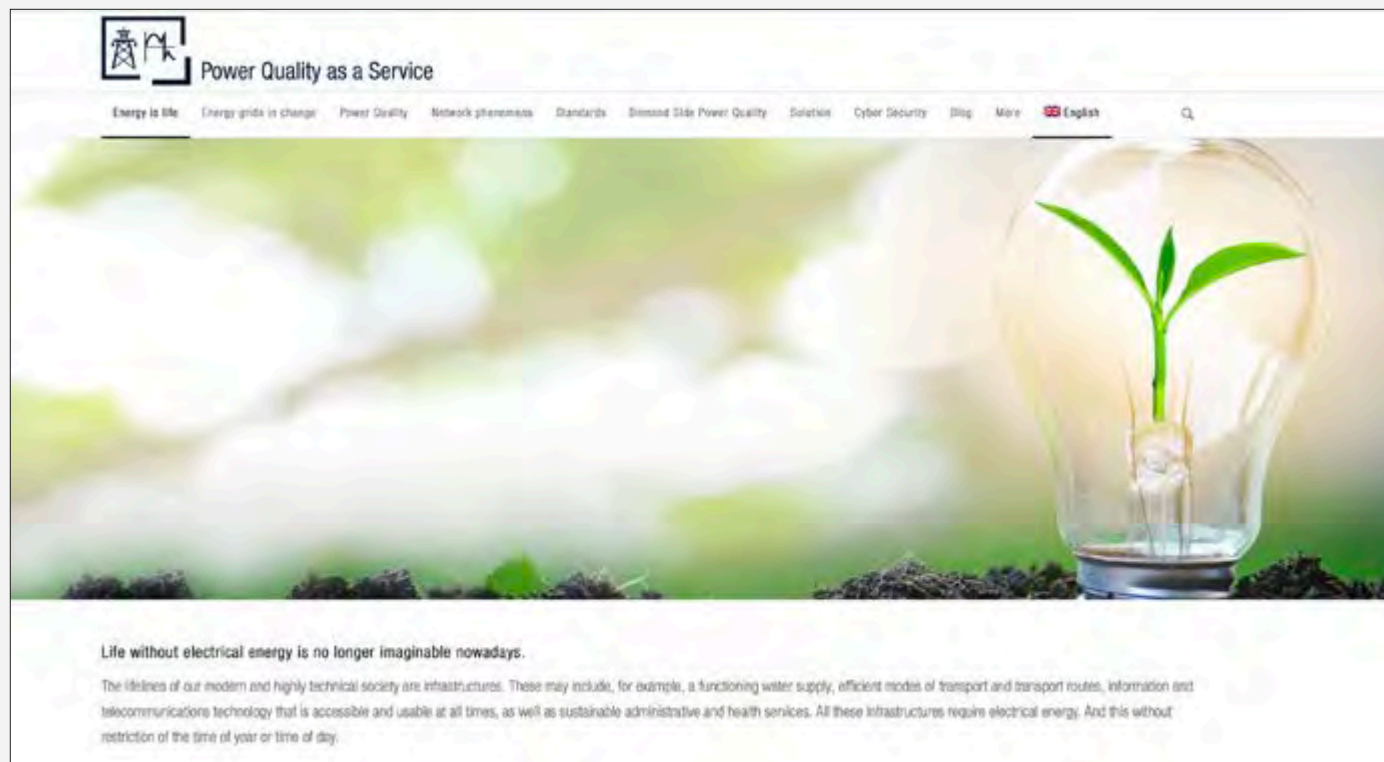 Power Quality as a Service
Energy is life Energy grids in change Power Quality Network phenomena Standards Demand Side Power Quality Solution Cyber Security Blog More English
Life without electrical energy is no longer imaginable nowadays.
The lifelines of our modern and highly technical society are infrastructures. These may include, for example, a functioning water supply, efficient modes of transport and transport routes, information and
telecommunications technology that is accessible and usable at all times, as well as sustainable administrative and health services. All these infrastructures require electrical energy. And this without
restriction of the time of year or time of day.